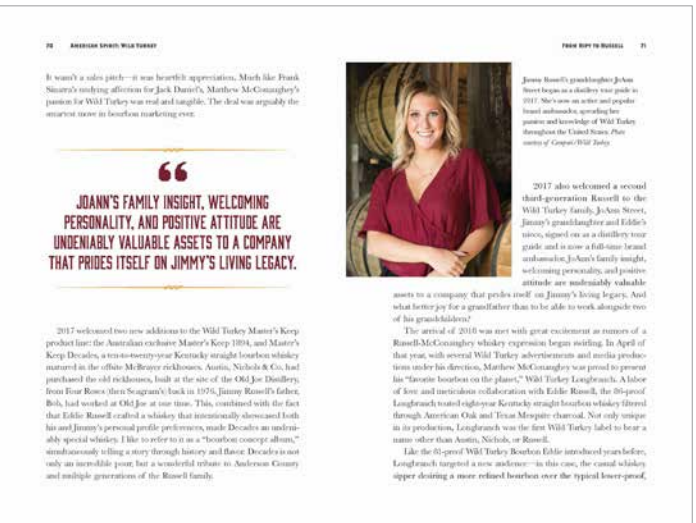 70 AMERICAN SPIRIT: WILD TURKEY
It wasn't a sales pitch—it was heartfelt appreciation. Much like Frank
Sinatra's undying affection for Jack Daniel's, Matthew McConaughey's
passion for Wild Turkey was real and tangible. The deal was arguably the
smartest move in bourbon marketing ever.
“
JOANN'S FAMILY INSIGHT, WELCOMING
PERSONALITY, AND POSITIVE ATTITUDE ARE
UNDENIABLY VALUABLE ASSETS TO A COMPANY
THAT PRIDES ITSELF ON JIMMY'S LIVING LEGACY.
2017 welcomed two new additions to the Wild Turkey Master's Keep
product line: the Australian exclusive Master's Keep 1894, and Master's
Keep Decades, a ten-to-twenty-year Kentucky straight bourbon whiskey
matured in the offsite McBrayer rickhouses. Austin, Nichols & Co. had
purchased the old rickhouses, built at the site of the Old Joe Distillery,
from Four Roses (then Seagram's) back in 1976. Jimmy Russell's father,
Bob, had worked at Old Joe at one time. This, combined with the fact
that Eddie Russell crafted a whiskey that intentionally showcased both
his and Jimmy's personal profile preferences, made Decades an undeni-
ably special whiskey. I like to refer to it as a “bourbon concept album,”
simultaneously telling a story through history and flavor. Decades is not
only an incredible pour, but a wonderful tribute to Anderson County
and multiple generations of the Russell family.
FROM RIPY TO RUSSELL 71
Jimmy Russell's granddaughter JoAnn
Street began as a distillery tour guide in
2017. She's now an active and popular
brand ambassador, spreading her
passion and knowledge of Wild Turkey
throughout the United States. Photo
courtesy of Campari/Wild Turkey.
2017 also welcomed a second
third-generation Russell to the
Wild Turkey family. JoAnn Street,
Jimmy's granddaughter and Eddie's
niece, signed on as a distillery tour
guide and is now a full-time brand
ambassador. JoAnn's family insight,
welcoming personality, and positive
attitude are undeniably valuable
assets to a company that prides itself on Jimmy's living legacy. And
what better joy for a grandfather than to be able to work alongside two
of his grandchildren?
The arrival of 2018 was met with great excitement as rumors of a
Russell-McConaughey whiskey expression began swirling. In April of
that year, with several Wild Turkey advertisements and media produc-
tions under his direction, Matthew McConaughey was proud to present
his “favorite bourbon on the planet,” Wild Turkey Longbranch. A labor
of love and meticulous collaboration with Eddie Russell, the 86-proof
Longbranch touted eight-year Kentucky straight bourbon whiskey filtered
through American Oak and Texas Mesquite charcoal. Not only unique
in its production, Longbranch was the first Wild Turkey label to bear a
name other than Austin, Nichols, or Russell.
Like the 81-proof Wild Turkey Bourbon Eddie introduced years before,
Longbranch targeted a new audience—in this case, the casual whiskey
sipper desiring a more refined bourbon over the typical lower-proof,